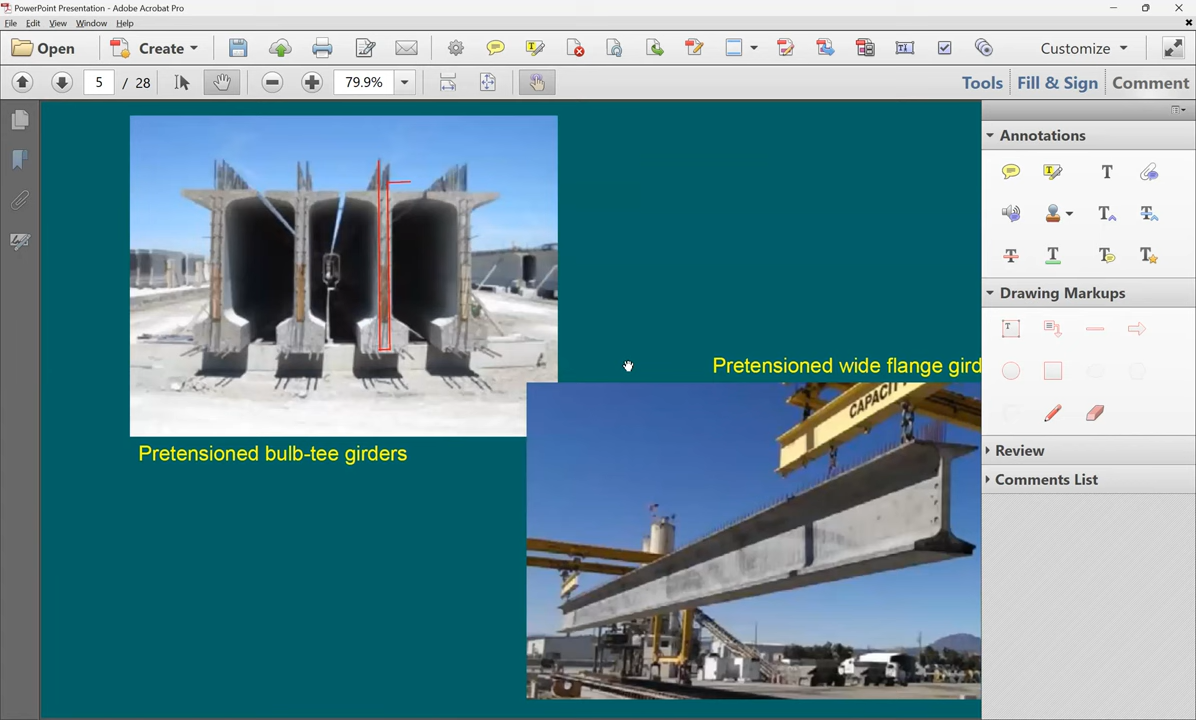 PowerPoint Presentation - Adobe Acrobat Pro
File Edit View Window Help
Open Create Customize
5 / 28 79.9% Tools Fill & Sign Comment
Annotations
Drawing Markups
Review
Comments List
Pretensioned wide flange gird
Pretensioned bulb-tee girders
CAPACIT